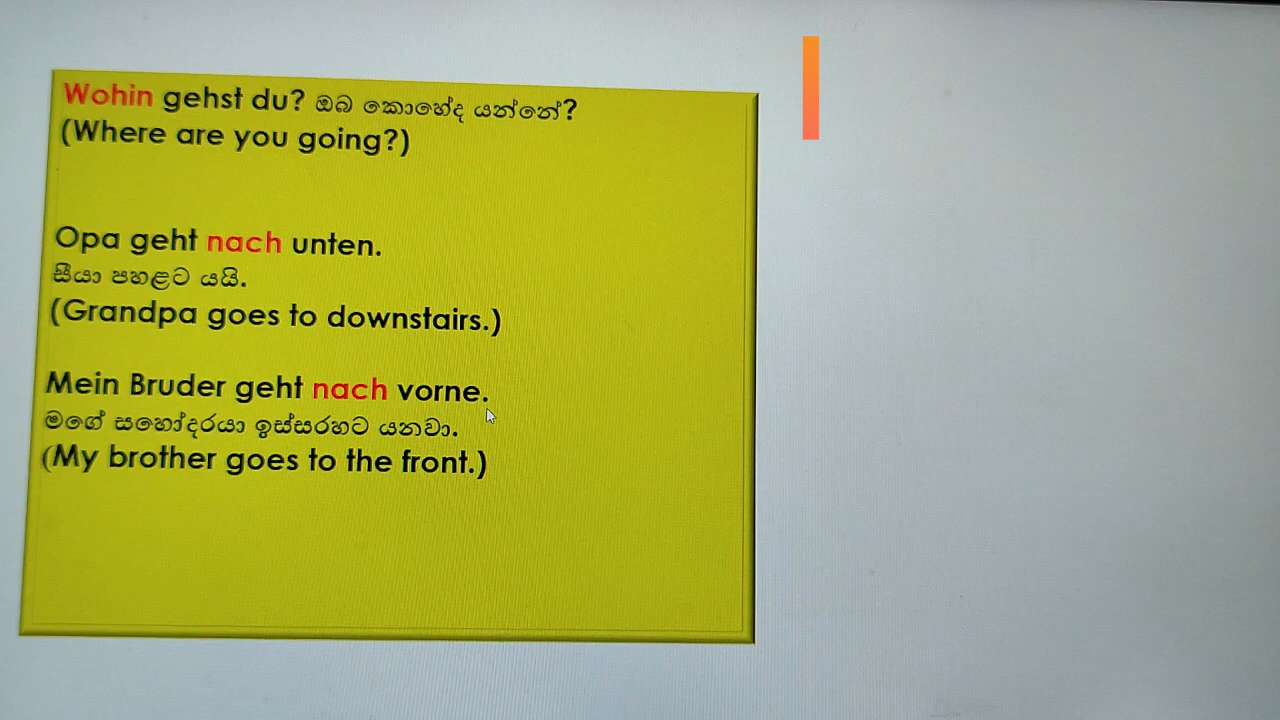 Wohin gehst du? ඔබ කොහේද යන්නේ?
(Where are you going?)
Opa geht nach unten.
සීයා පහළට යයි.
(Grandpa goes to downstairs.)
Mein Bruder geht nach vorne.
මගේ සහෝදරයා ඉස්සරහට යනවා.
(My brother goes to the front.)